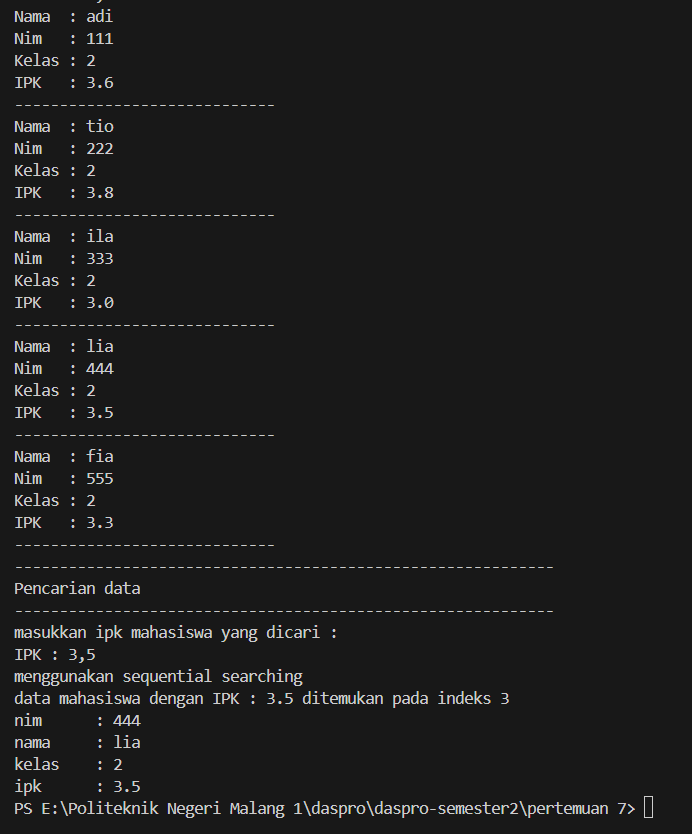 Nama  : adi
Nim   : 111
Kelas : 2
IPK   : 3.6
-----------------------------
Nama  : tio
Nim   : 222
Kelas : 2
IPK   : 3.8
-----------------------------
Nama  : ila
Nim   : 333
Kelas : 2
IPK   : 3.0
-----------------------------
Nama  : lia
Nim   : 444
Kelas : 2
IPK   : 3.5
-----------------------------
Nama  : fia
Nim   : 555
Kelas : 2
IPK   : 3.3
-----------------------------
------------------------------------------------------------
Pencarian data
------------------------------------------------------------
masukkan ipk mahasiswa yang dicari :
IPK : 3,5
menggunakan sequential searching
data mahasiswa dengan IPK : 3.5 ditemukan pada indeks 3
nim      : 444
nama     : lia
kelas    : 2
ipk      : 3.5
PS E:\Politeknik Negeri Malang 1\daspro\daspro-semester2\pertemuan 7>